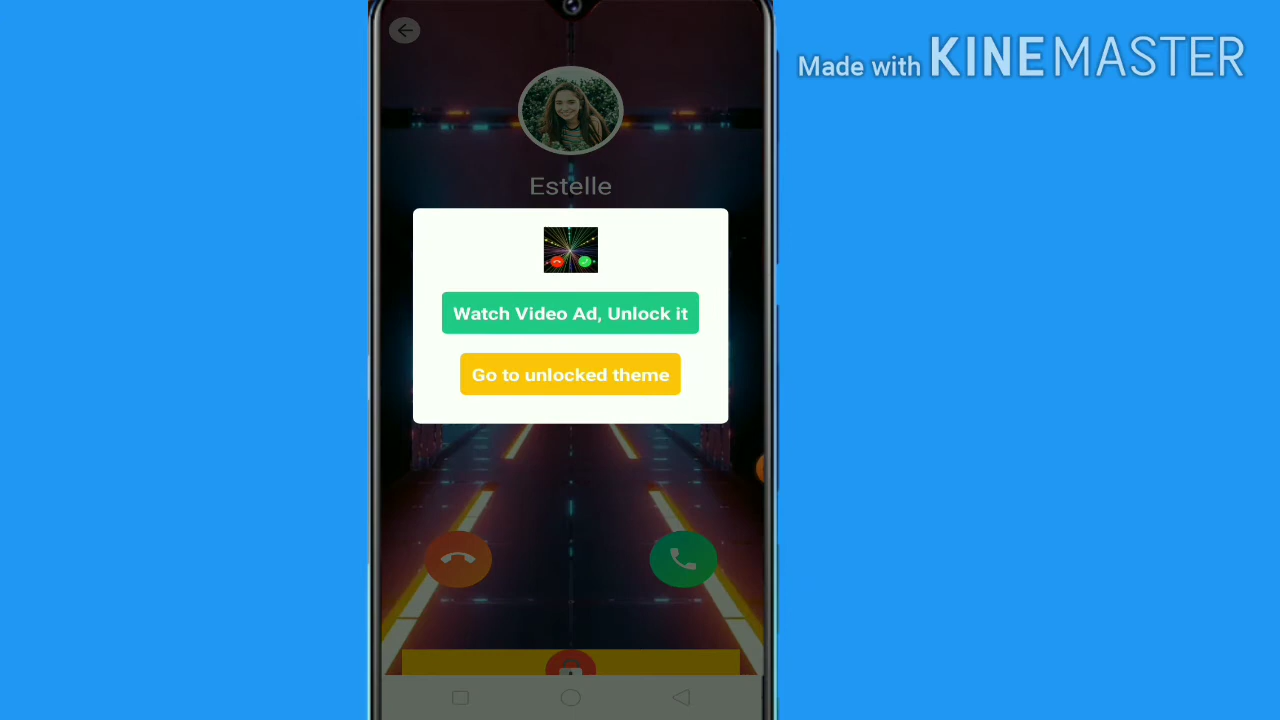 Made with KINEMASTER
Estelle
Watch Video Ad, Unlock it
Go to unlocked theme